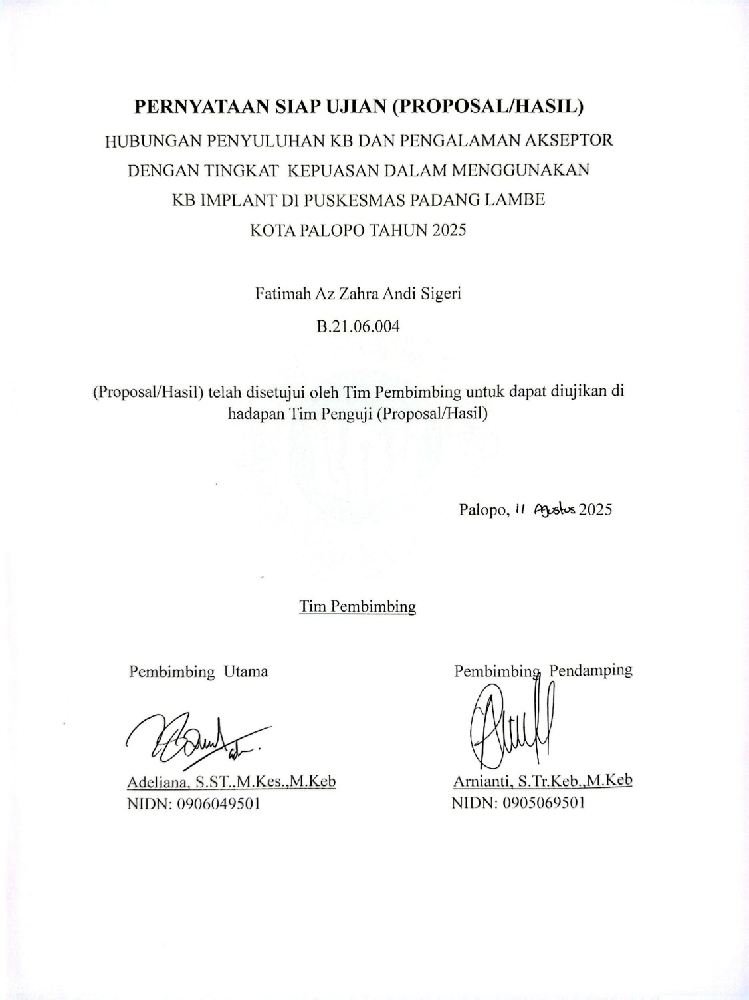 PERNYATAAN SIAP UJIAN (PROPOSAL/HASIL)
HUBUNGAN PENYULUHAN KB DAN PENGALAMAN AKSEPTOR
DENGAN TINGKAT KEPUASAN DALAM MENGGUNAKAN
KB IMPLANT DI PUSKESMAS PADANG LAMBE
KOTA PALOPO TAHUN 2025
Fatimah Az Zahra Andi Sigeri
B.21.06.004
(Proposal/Hasil) telah disetujui oleh Tim Pembimbing untuk dapat diujikan di
hadapan Tim Penguji (Proposal/Hasil)
Palopo, 11 Agustus 2025
Tim Pembimbing
Pembimbing Utama
Pembimbing Pendamping
Adeliana, S.ST.,M.Kes.,M.Keb
Arnianti, S.Tr.Keb.,M.Keb
NIDN: 0906049501
NIDN: 0905069501